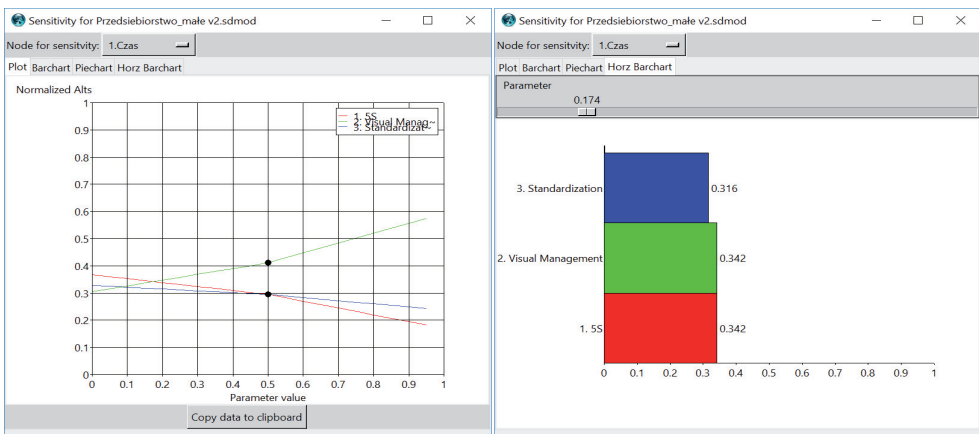 Sensitivity for Przedsiebiorstwo_małe v2.sdmod
Node for sensitvity: 1.Czas
Plot Barchart Piechart Horz Barchart
Normalized Alts
1
0.9
0.8
0.7
0.6
0.5
0.4
0.3
0.2
0.1
0
1. 5S
2. Visual Manag~
3. Standardizat~
0 0.1 0.2 0.3 0.4 0.5 0.6 0.7 0.8 0.9 1
Parameter value
Copy data to clipboard
Sensitivity for Przedsiebiorstwo_małe v2.sdmod
Node for sensitvity: 1.Czas
Plot Barchart Piechart Horz Barchart
Parameter
0.174
3. Standardization 0.316
2. Visual Management 0.342
1. 5S 0.342
0 0.1 0.2 0.3 0.4 0.5 0.6 0.7 0.8 0.9 1